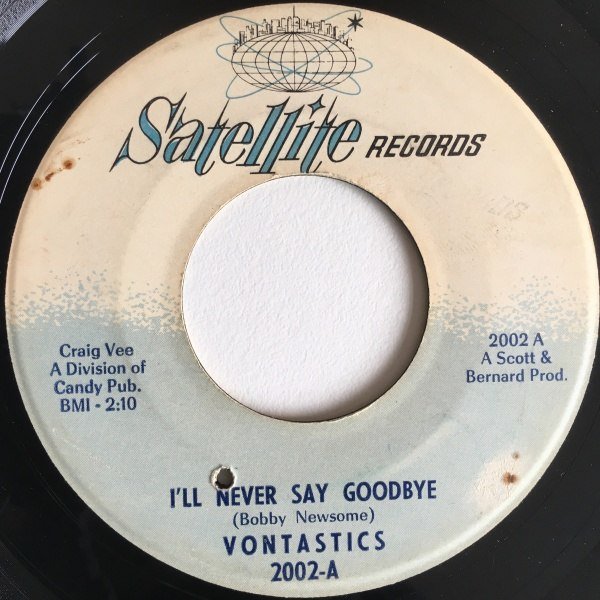 Satellite RECORDS
Craig Vee
A Division of
Candy Pub.
BMI - 2:10
2002 A
A Scott &
Bernard Prod.
I'LL NEVER SAY GOODBYE
(Bobby Newsome)
VONTASTICS
2002-A